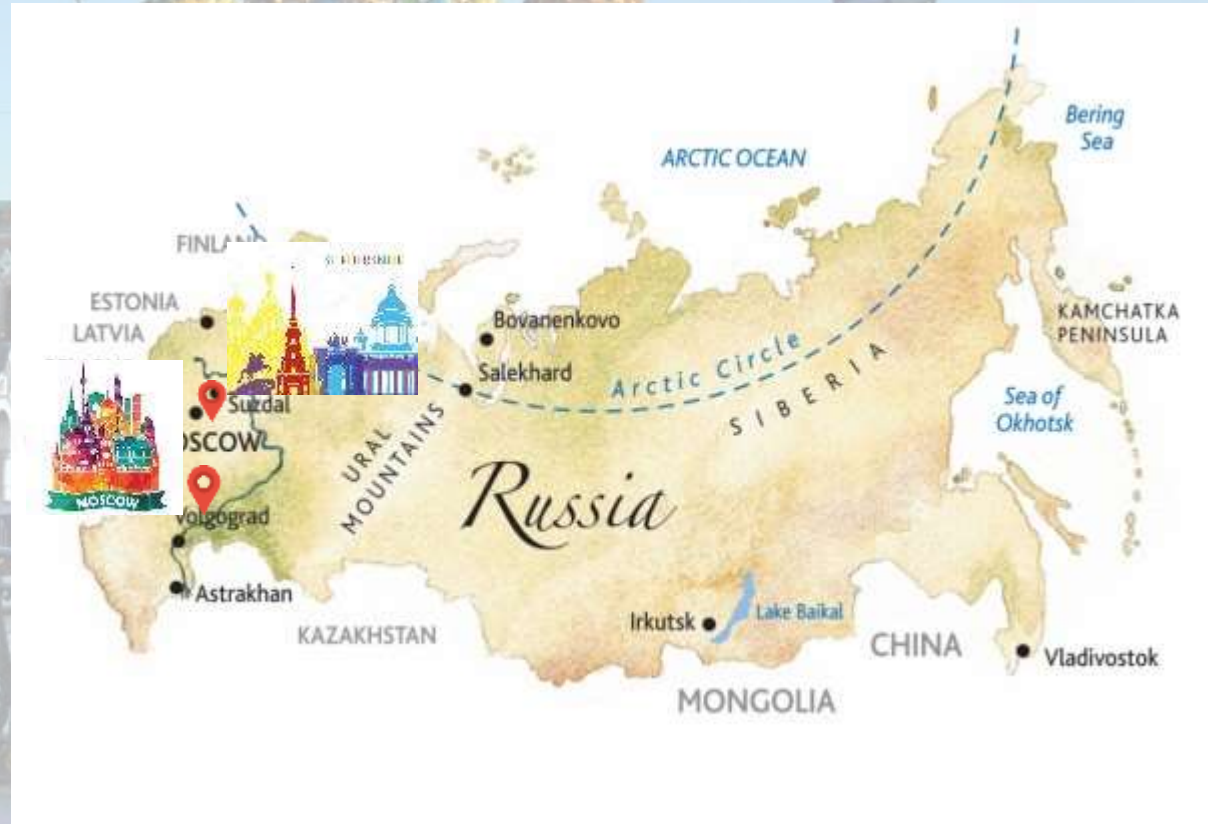 ARCTIC OCEAN
Bering
Sea
ESTONIA
LATVIA
Bovanenkovo
Salekhard
Arctic Circle
SIBERIA
KAMCHATKA
PENINSULA
Sea of
Okhotsk
Suzdal
OSCOW
MOSCOW
URAL
MOUNTAINS
Russia
Volgograd
Astrakhan
KAZAKHSTAN
Irkutsk
Lake Baikal
CHINA
Vladivostok
MONGOLIA